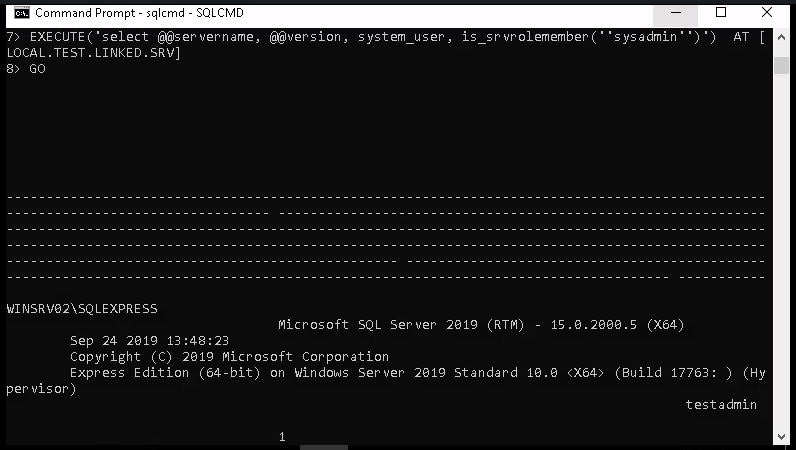 Command Prompt - sqlcmd - SQLCMD
7> EXECUTE('select @@servername, @@version, system_user, is_srvrolemember(''sysadmin'')')  AT [
LOCAL.TEST.LINKED.SRV]
8> GO
-----------------------------------------------------------------------------------------------
--------------------------------- -------------------------------------------------------------
-----------------------------------------------------------------------------------------------
-----------------------------------------------------------------------------------------------
------------------------------------------------- ---------------------------------------------
----------------------------------------------------------------------------------- -----------
WINSRV02\SQLEXPRESS
Microsoft SQL Server 2019 (RTM) - 15.0.2000.5 (X64)
Sep 24 2019 13:48:23
Copyright (C) 2019 Microsoft Corporation
Express Edition (64-bit) on Windows Server 2019 Standard 10.0 <X64> (Build 17763: ) (Hy
pervisor)
testadmin
1